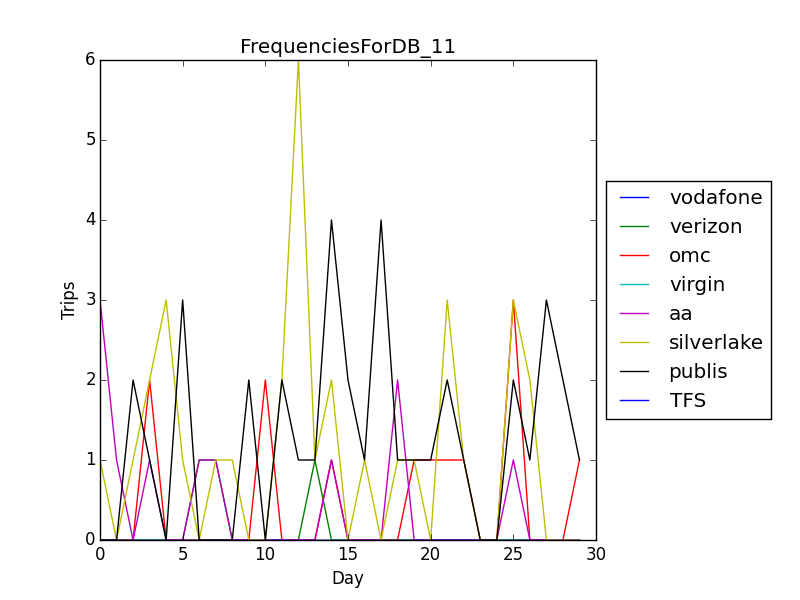 FrequenciesForDB_11
6
5
4
3
2
1
0
Trips
0 5 10 15 20 25 30
Day
vodafone
verizon
omc
virgin
aa
silverlake
publis
TFS